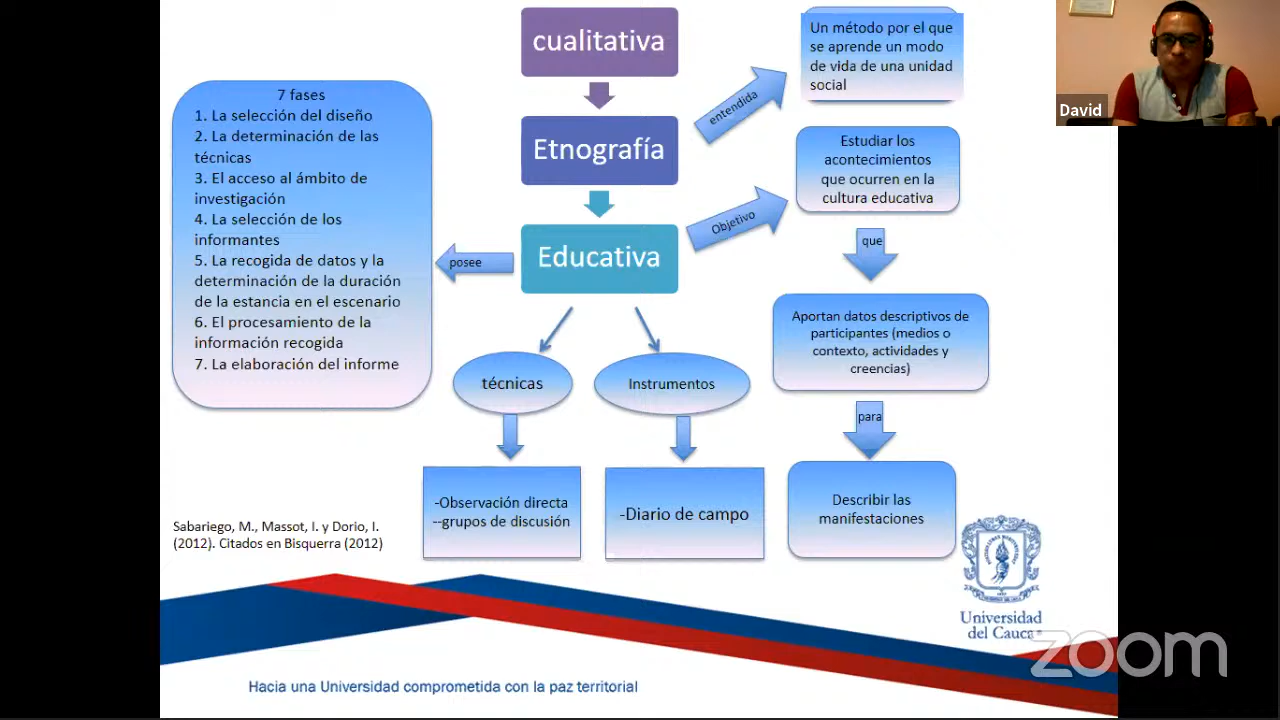 cualitativa
Etnografía
Educativa
entendida
Un método por el que
se aprende un modo
de vida de una unidad
social
Objetivo
Estudiar los
acontecimientos
que ocurren en la
cultura educativa
que
Aportan datos descriptivos de
participantes (medios o
contexto, actividades y
creencias)
para
Describir las
manifestaciones
posee
7 fases
1. La selección del diseño
2. La determinación de las
técnicas
3. El acceso al ámbito de
investigación
4. La selección de los
informantes
5. La recogida de datos y la
determinación de la duración
de la estancia en el escenario
6. El procesamiento de la
información recogida
7. La elaboración del informe
técnicas
-Observación directa
--grupos de discusión
Instrumentos
-Diario de campo
Sabariego, M., Massot, I. y Dorio, I.
(2012). Citados en Bisquerra (2012)
Universidad
del Cauca
Hacia una Universidad comprometida con la paz territorial
David
zoom